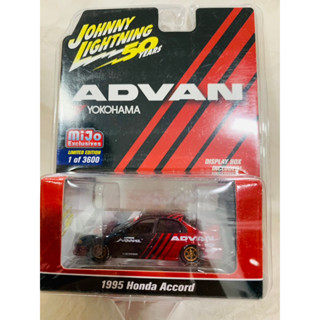 JOHNNY
LIGHTNING
50
YEARS
ADVAN
YOKOHAMA
MiJo
Exclusives
LIMITED EDITION
1 of 3600
DISPLAY BOX
ADVAN
1995 Honda Accord